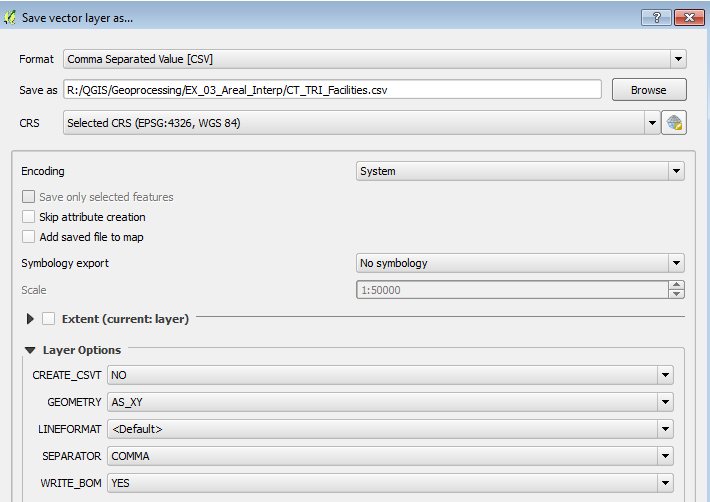 Save vector layer as...
Format Comma Separated Value [CSV]
Save as R:/QGIS/Geoprocessing/EX_03_Areal_Interp/CT_TRI_Facilities.csv Browse
CRS Selected CRS (EPSG:4326, WGS 84)
Encoding System
Save only selected features
Skip attribute creation
Add saved file to map
Symbology export No symbology
Scale 1:50000
Extent (current: layer)
Layer Options
CREATE_CSVT NO
GEOMETRY AS_XY
LINEFORMAT <Default>
SEPARATOR COMMA
WRITE_BOM YES